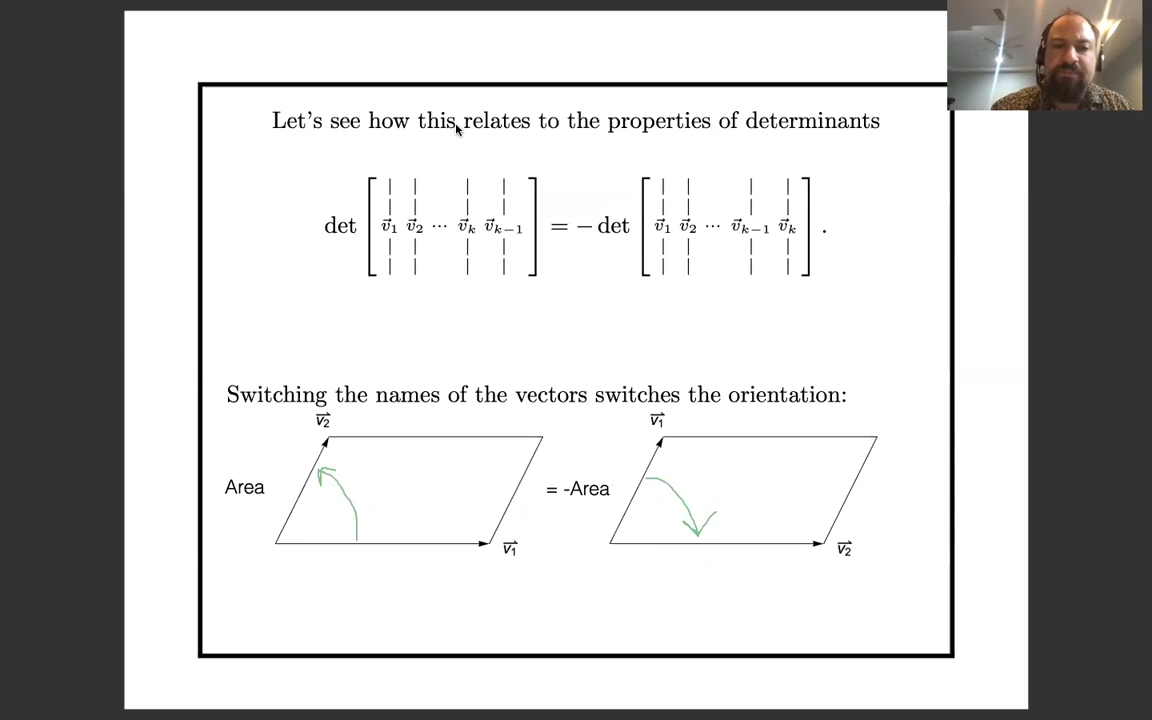 Let's see how this relates to the properties of determinants
det [ v⃗₁ v⃗₂ ⋯ v⃗ₖ v⃗ₖ₋₁ ] = − det [ v⃗₁ v⃗₂ ⋯ v⃗ₖ₋₁ v⃗ₖ ] .
Switching the names of the vectors switches the orientation:
v⃗₂ v⃗₁
Area = -Area
v⃗₁ v⃗₂